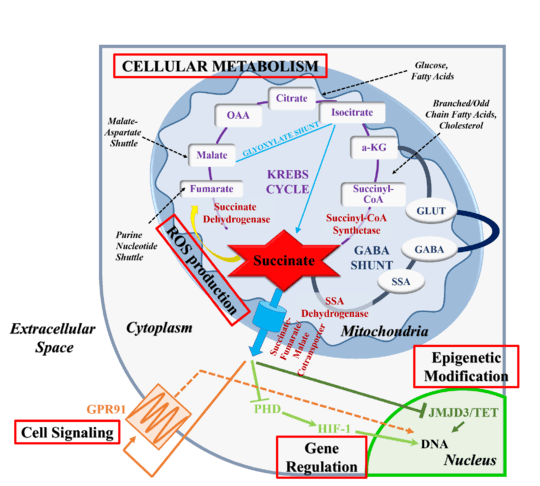 CELLULAR METABOLISM
Glucose,
Fatty Acids
Citrate
OAA
Isocitrate
Branched/Odd
Chain Fatty Acids,
Cholesterol
Malate-
Aspartate
Shuttle
GLYOXYLATE SHUNT
Malate
a-KG
KREBS
CYCLE
Fumarate
Succinyl-
CoA
Succinate
Dehydrogenase
Succinyl-CoA
Synthetase
GLUT
Purine
Nucleotide
Shuttle
ROS production
Succinate
GABA
SHUNT
GABA
SSA
SSA
Dehydrogenase
Extracellular
Space
Cytoplasm
Mitochondria
Succinate-
Fumarate/
Malate
Cotransporter
Epigenetic
Modification
GPR91
PHD
JMJD3/TET
Cell Signaling
HIF-1
DNA
Gene
Regulation
Nucleus